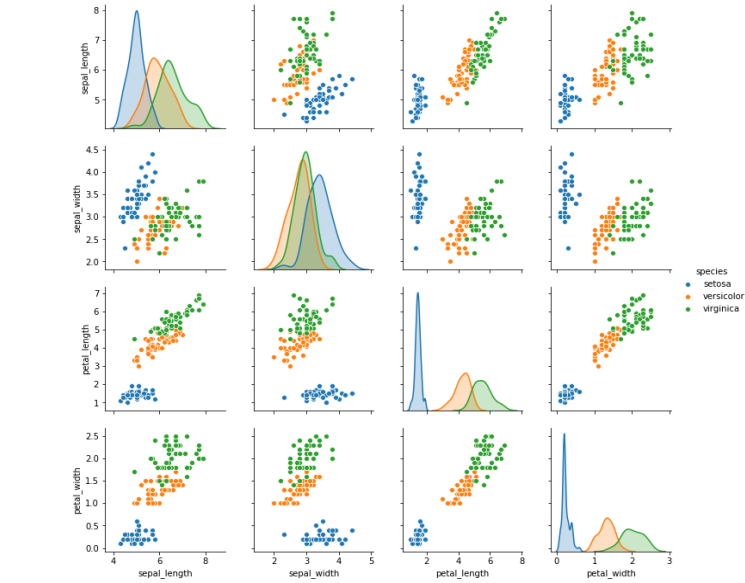 8
7
6
5
sepal_length
4.5
4.0
3.5
3.0
2.5
2.0
sepal_width
7
6
5
4
3
2
1
petal_length
2.5
2.0
1.5
1.0
0.5
0.0
petal_width
4 6 8
sepal_length
2 3 4 5
sepal_width
2 4 6 8
petal_length
0 1 2 3
petal_width
species
setosa
versicolor
virginica